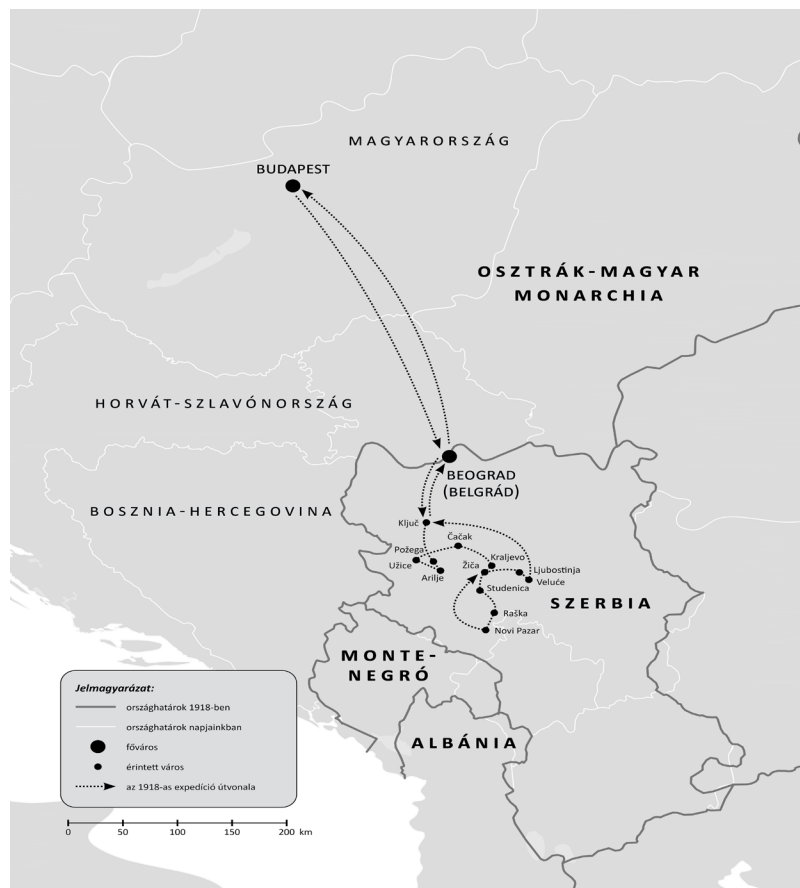 MAGYARORSZÁG
BUDAPEST
OSZTRÁK-MAGYAR
MONARCHIA
HORVÁT-SZLAVÓNORSZÁG
BEOGRAD
(BELGRÁD)
BOSZNIA-HERCEGOVINA
Ključ
Čačak
Požega
Kraljevo
Užice
Žiča
Ljubostinja
Arilje
Veluće
Studenica
SZERBIA
Raška
Novi Pazar
MONTE-
NEGRÓ
ALBÁNIA
Jelmagyarázat:
országhatárok 1918-ben
országhatárok napjainkban
főváros
érintett város
az 1918-as expedíció útvonala
0 50 100 150 200 km